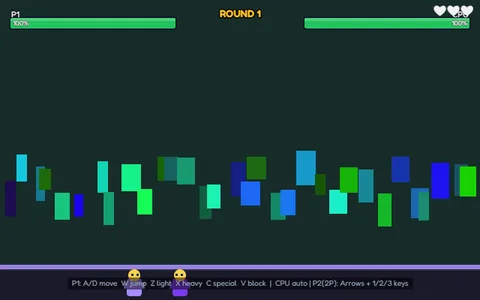 P1
ROUND 1
CPU
100%
100%
P1: A/D move W jump Z light X heavy C special V block | CPU auto | P2(2P): Arrows + 1/2/3 keys